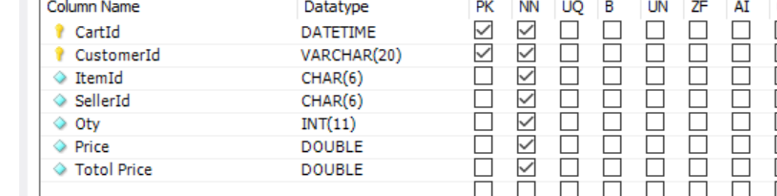 Column Name Datatype PK NN UQ B UN ZF AI
CartId DATETIME
CustomerId VARCHAR(20)
ItemId CHAR(6)
SellerId CHAR(6)
Qty INT(11)
Price DOUBLE
Totol Price DOUBLE